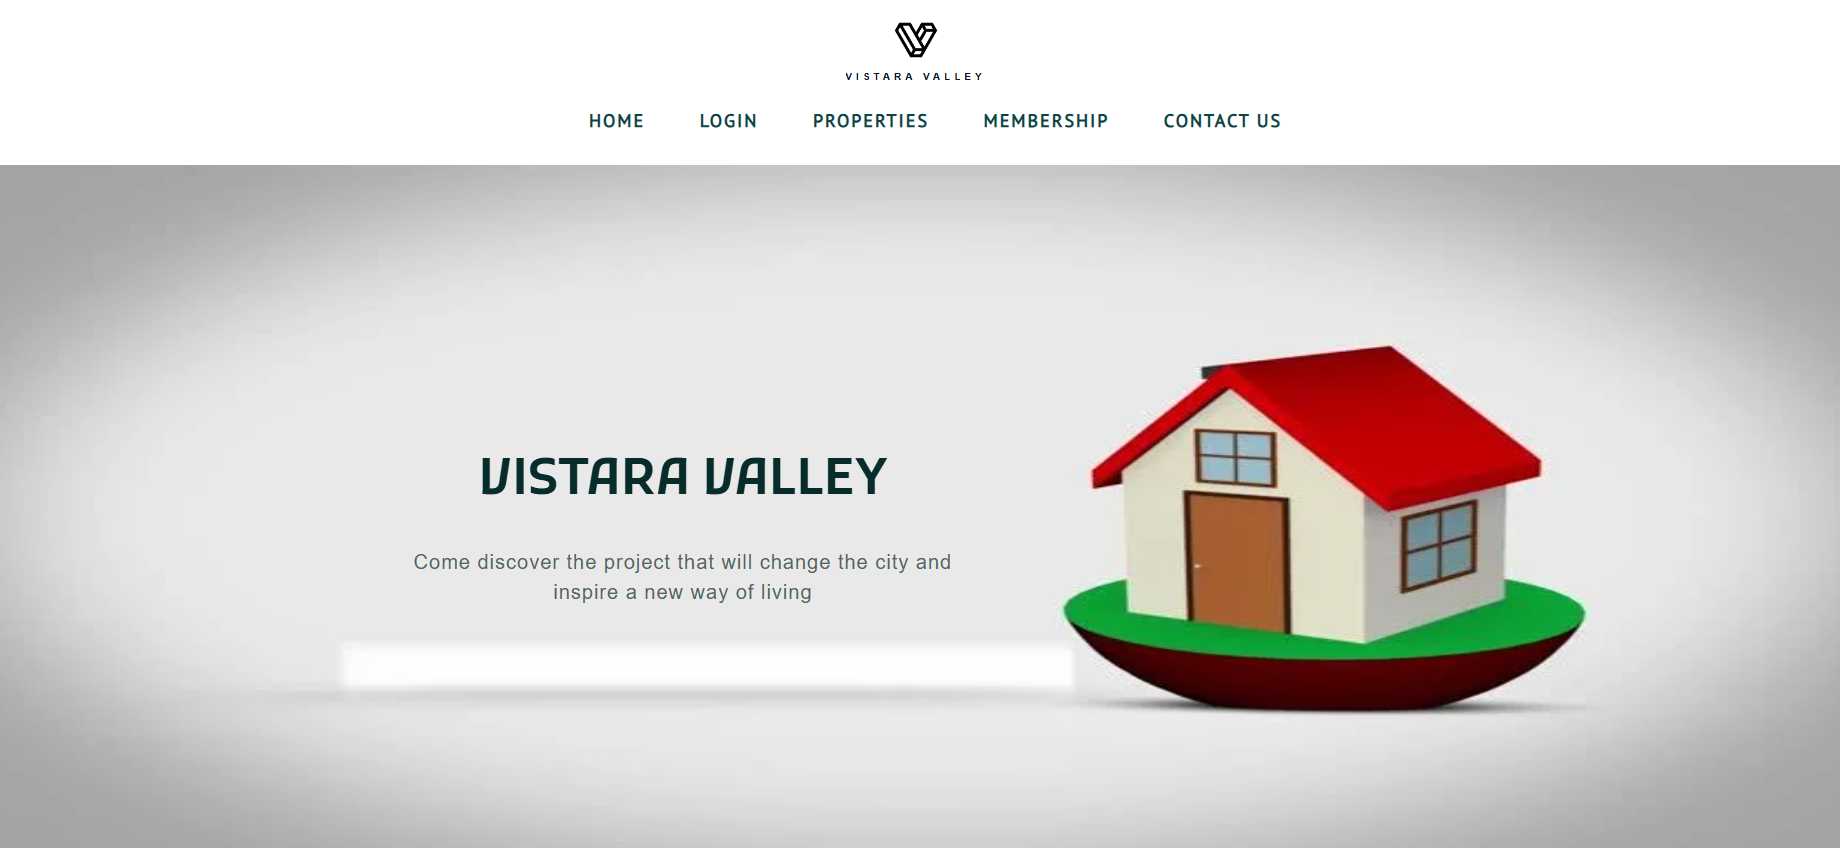 VISTARA VALLEY
HOME LOGIN PROPERTIES MEMBERSHIP CONTACT US
VISTARA VALLEY
Come discover the project that will change the city and
inspire a new way of living